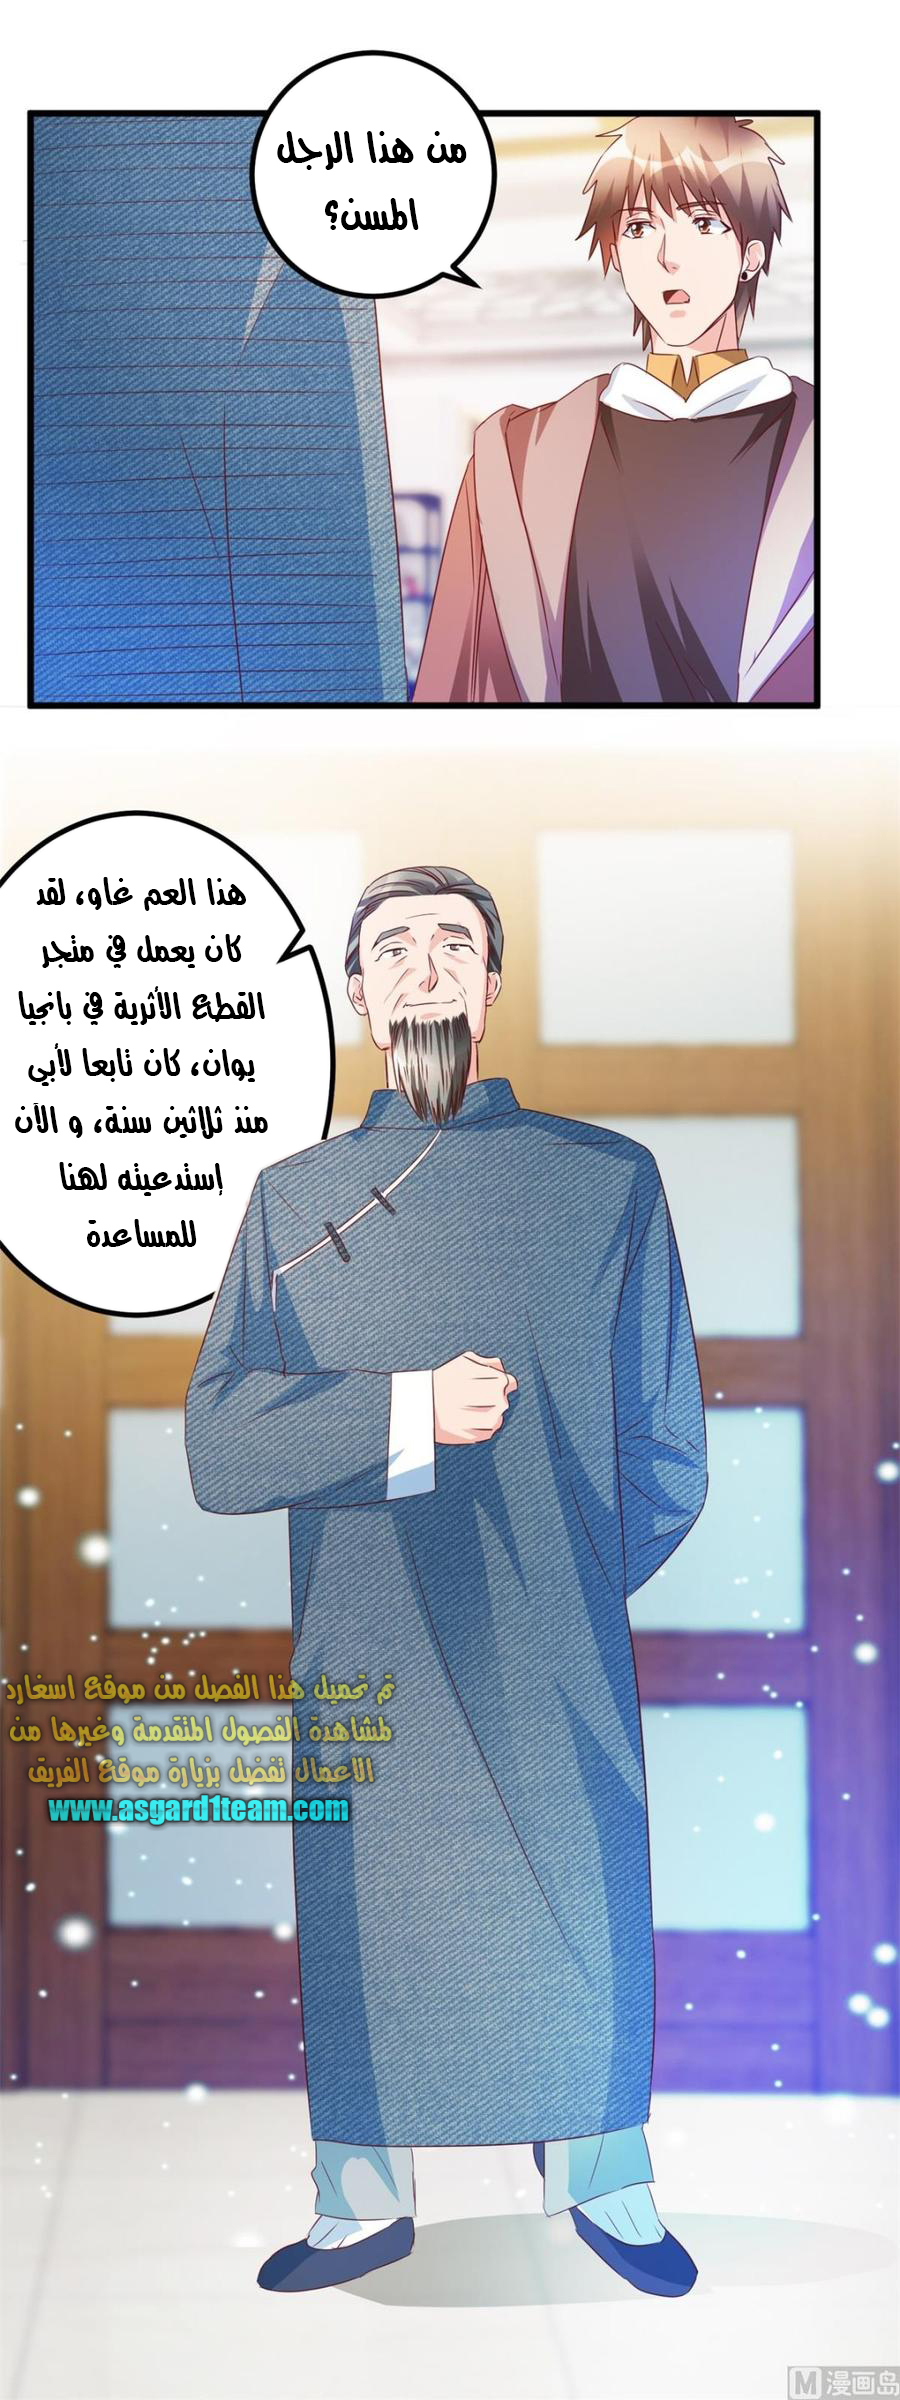 من هذا الرجل
المسن؟
هذا العم غاو، لقد
كان يعمل في متجر
القطع الأثرية في بانجيا
يوان، كان تابعا لأبي
منذ ثلاثين سنة، و الآن
إستدعيته لهنا
للمساعدة
تم تحميل هذا الفصل من موقع اسغارد
لمشاهدة الفصول المتقدمة وغيرها من
الاعمال تفضل بزيارة موقع الفريق
www.asgard1team.com
M 漫画岛